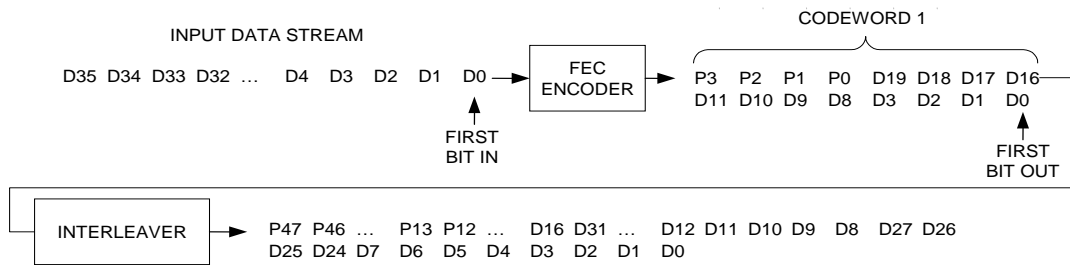 CODEWORD 1
INPUT DATA STREAM
D35 D34 D33 D32 … D4 D3 D2 D1 D0
FEC
ENCODER
P3 P2 P1 P0 D19 D18 D17 D16
D11 D10 D9 D8 D3 D2 D1 D0
FIRST
BIT IN
FIRST
BIT OUT
INTERLEAVER
P47 P46 … P13 P12 … D16 D31 … D12 D11 D10 D9 D8 D27 D26
D25 D24 D7 D6 D5 D4 D3 D2 D1 D0